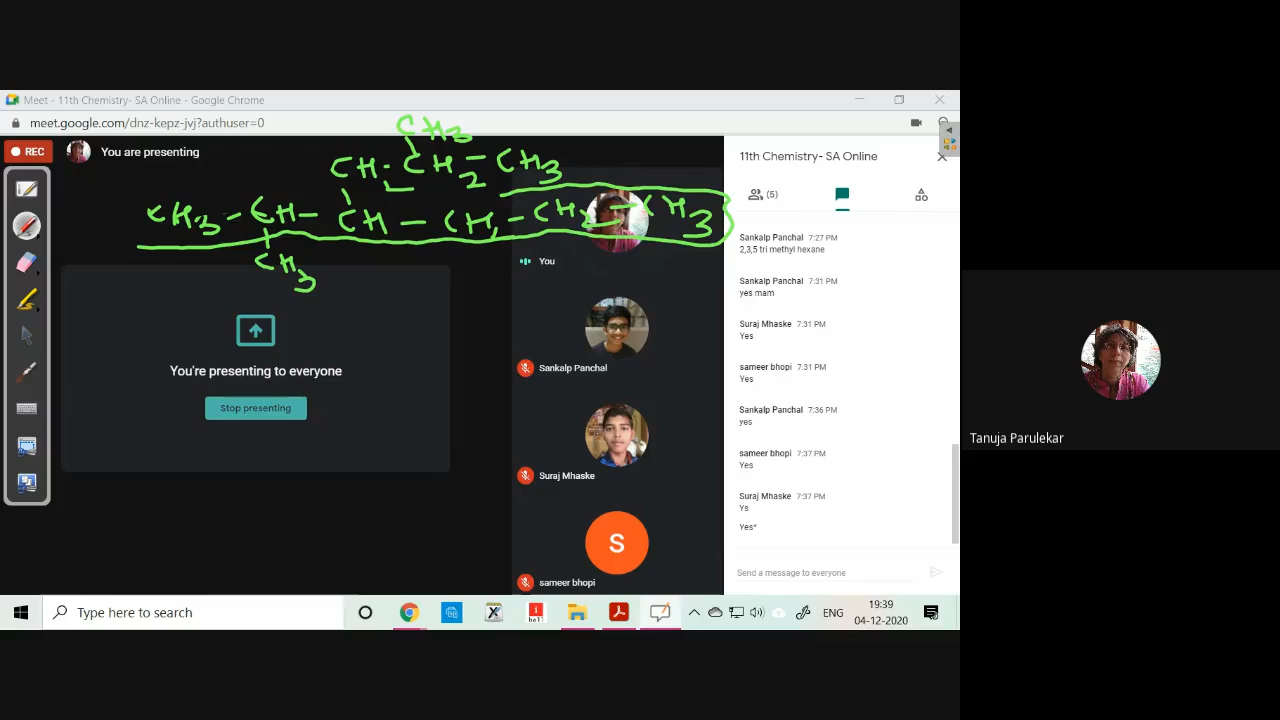 Meet - 11th Chemistry- SA Online - Google Chrome
meet.google.com/dnz-kepz-jvj?authuser=0
REC
You are presenting
CH3
CH - CH2 - CH3
CH3 - CH - CH - CH2 - CH2 - CH3
CH3
You're presenting to everyone
Stop presenting
You
Sankalp Panchal
Suraj Mhaske
S
sameer bhopi
11th Chemistry- SA Online
(5)
Sankalp Panchal 7:27 PM
2,3,5 tri methyl hexane
Sankalp Panchal 7:31 PM
yes mam
Suraj Mhaske 7:31 PM
Yes
sameer bhopi 7:31 PM
Yes
Sankalp Panchal 7:36 PM
yes
sameer bhopi 7:37 PM
Yes
Suraj Mhaske 7:37 PM
Ys
Yes*
Send a message to everyone
Tanuja Parulekar
Type here to search
ENG
19:39
04-12-2020